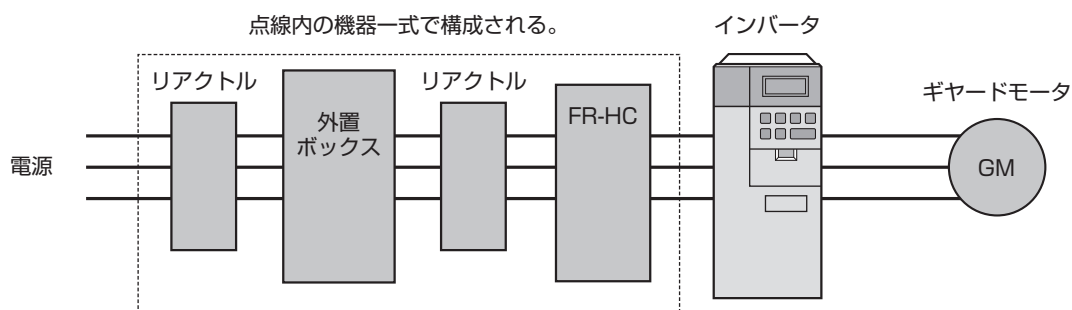 点線内の機器一式で構成される。
インバータ
リアクトル
リアクトル
ギヤードモータ
外置
ボックス
FR-HC
電源
GM